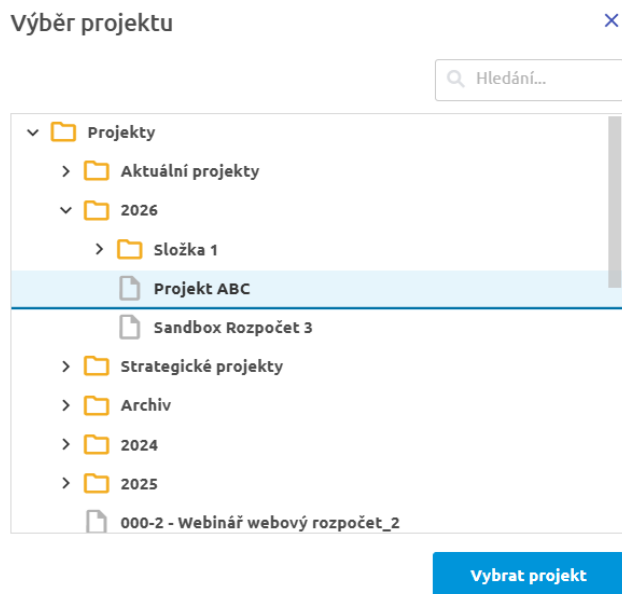 Výběr projektu
Hledání...
Projekty
Aktuální projekty
2026
Složka 1
Projekt ABC
Sandbox Rozpočet 3
Strategické projekty
Archiv
2024
2025
000-2 - Webinář webový rozpočet_2
Vybrat projekt